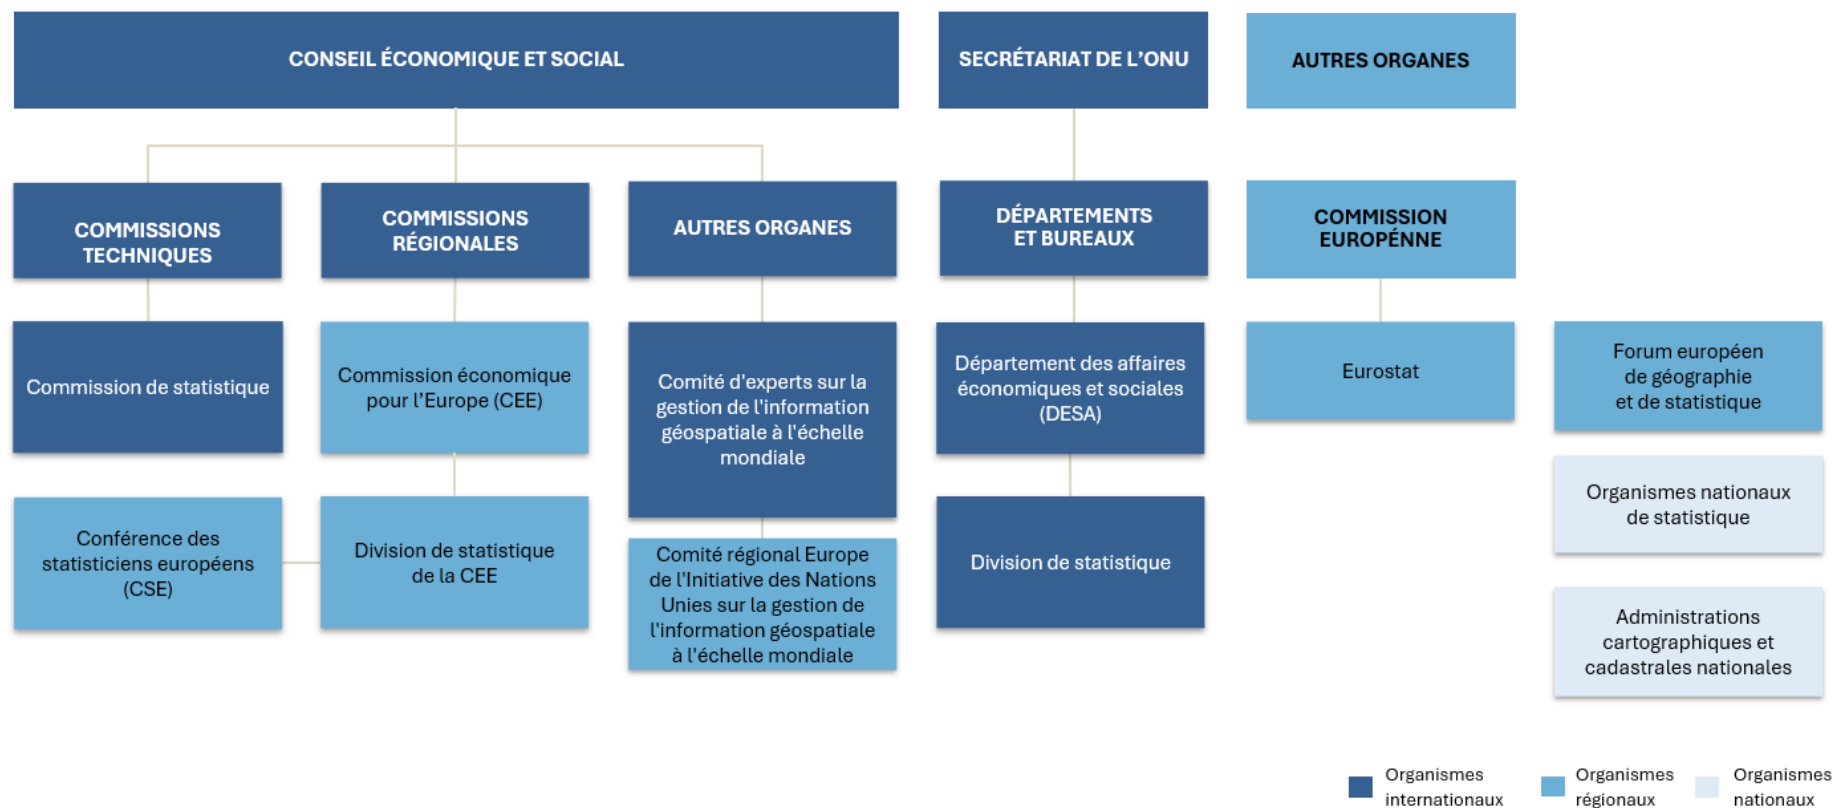 CONSEIL ÉCONOMIQUE ET SOCIAL
SECRÉTARIAT DE L’ONU
AUTRES ORGANES
COMMISSIONS
TECHNIQUES
COMMISSIONS
RÉGIONALES
AUTRES ORGANES
DÉPARTEMENTS
ET BUREAUX
COMMISSION
EUROPÉNNE
Commission de statistique
Commission économique
pour l’Europe (CEE)
Comité d'experts sur la
gestion de l'information
géospatiale à l'échelle
mondiale
Département des affaires
économiques et sociales
(DESA)
Eurostat
Forum européen
de géographie
et de statistique
Organismes nationaux
de statistique
Conférence des
statisticiens européens
(CSE)
Division de statistique
de la CEE
Comité régional Europe
de l'Initiative des Nations
Unies sur la gestion de
l'information géospatiale
à l'échelle mondiale
Division de statistique
Administrations
cartographiques et
cadastrales nationales
Organismes
internationaux
Organismes
régionaux
Organismes
nationaux